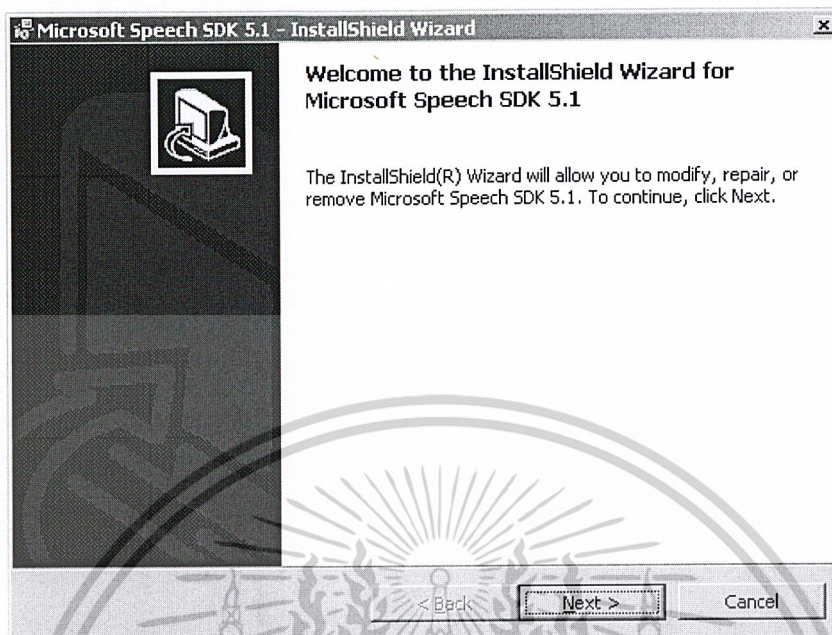 Microsoft Speech SDK 5.1 - InstallShield Wizard
Welcome to the InstallShield Wizard for
Microsoft Speech SDK 5.1
The InstallShield(R) Wizard will allow you to modify, repair, or
remove Microsoft Speech SDK 5.1. To continue, click Next.
< Back
Next >
Cancel